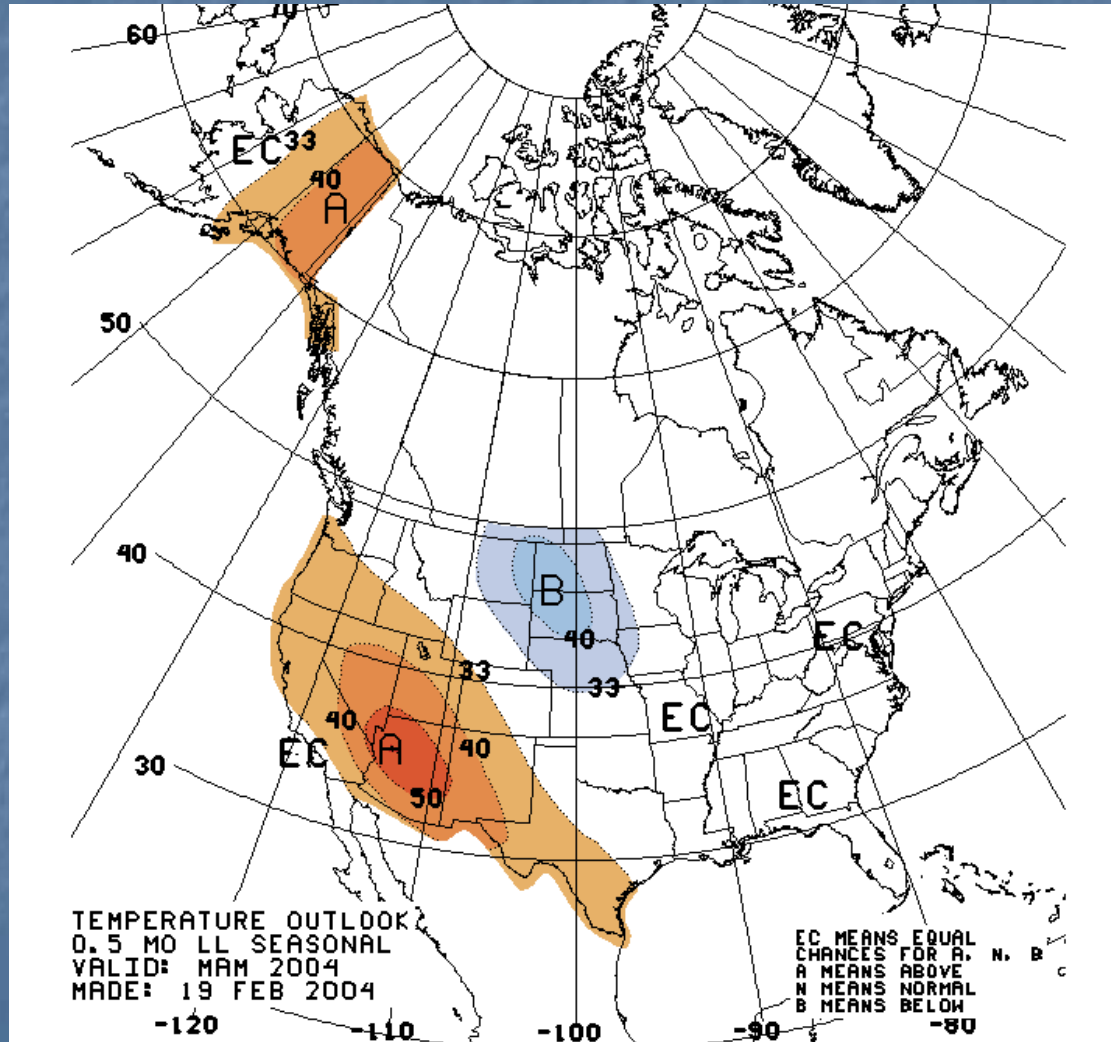 70
60
EC 33
40
A
50
40
B
40
33
33
EC
40
EC
A
40
EC
30
50
EC
TEMPERATURE OUTLOOK
0.5 MO LL SEASONAL
VALID: MAM 2004
MADE: 19 FEB 2004
EC MEANS EQUAL
CHANCES FOR A, N, B
A MEANS ABOVE
N MEANS NORMAL
B MEANS BELOW
-120 -110 -100 -90 -80